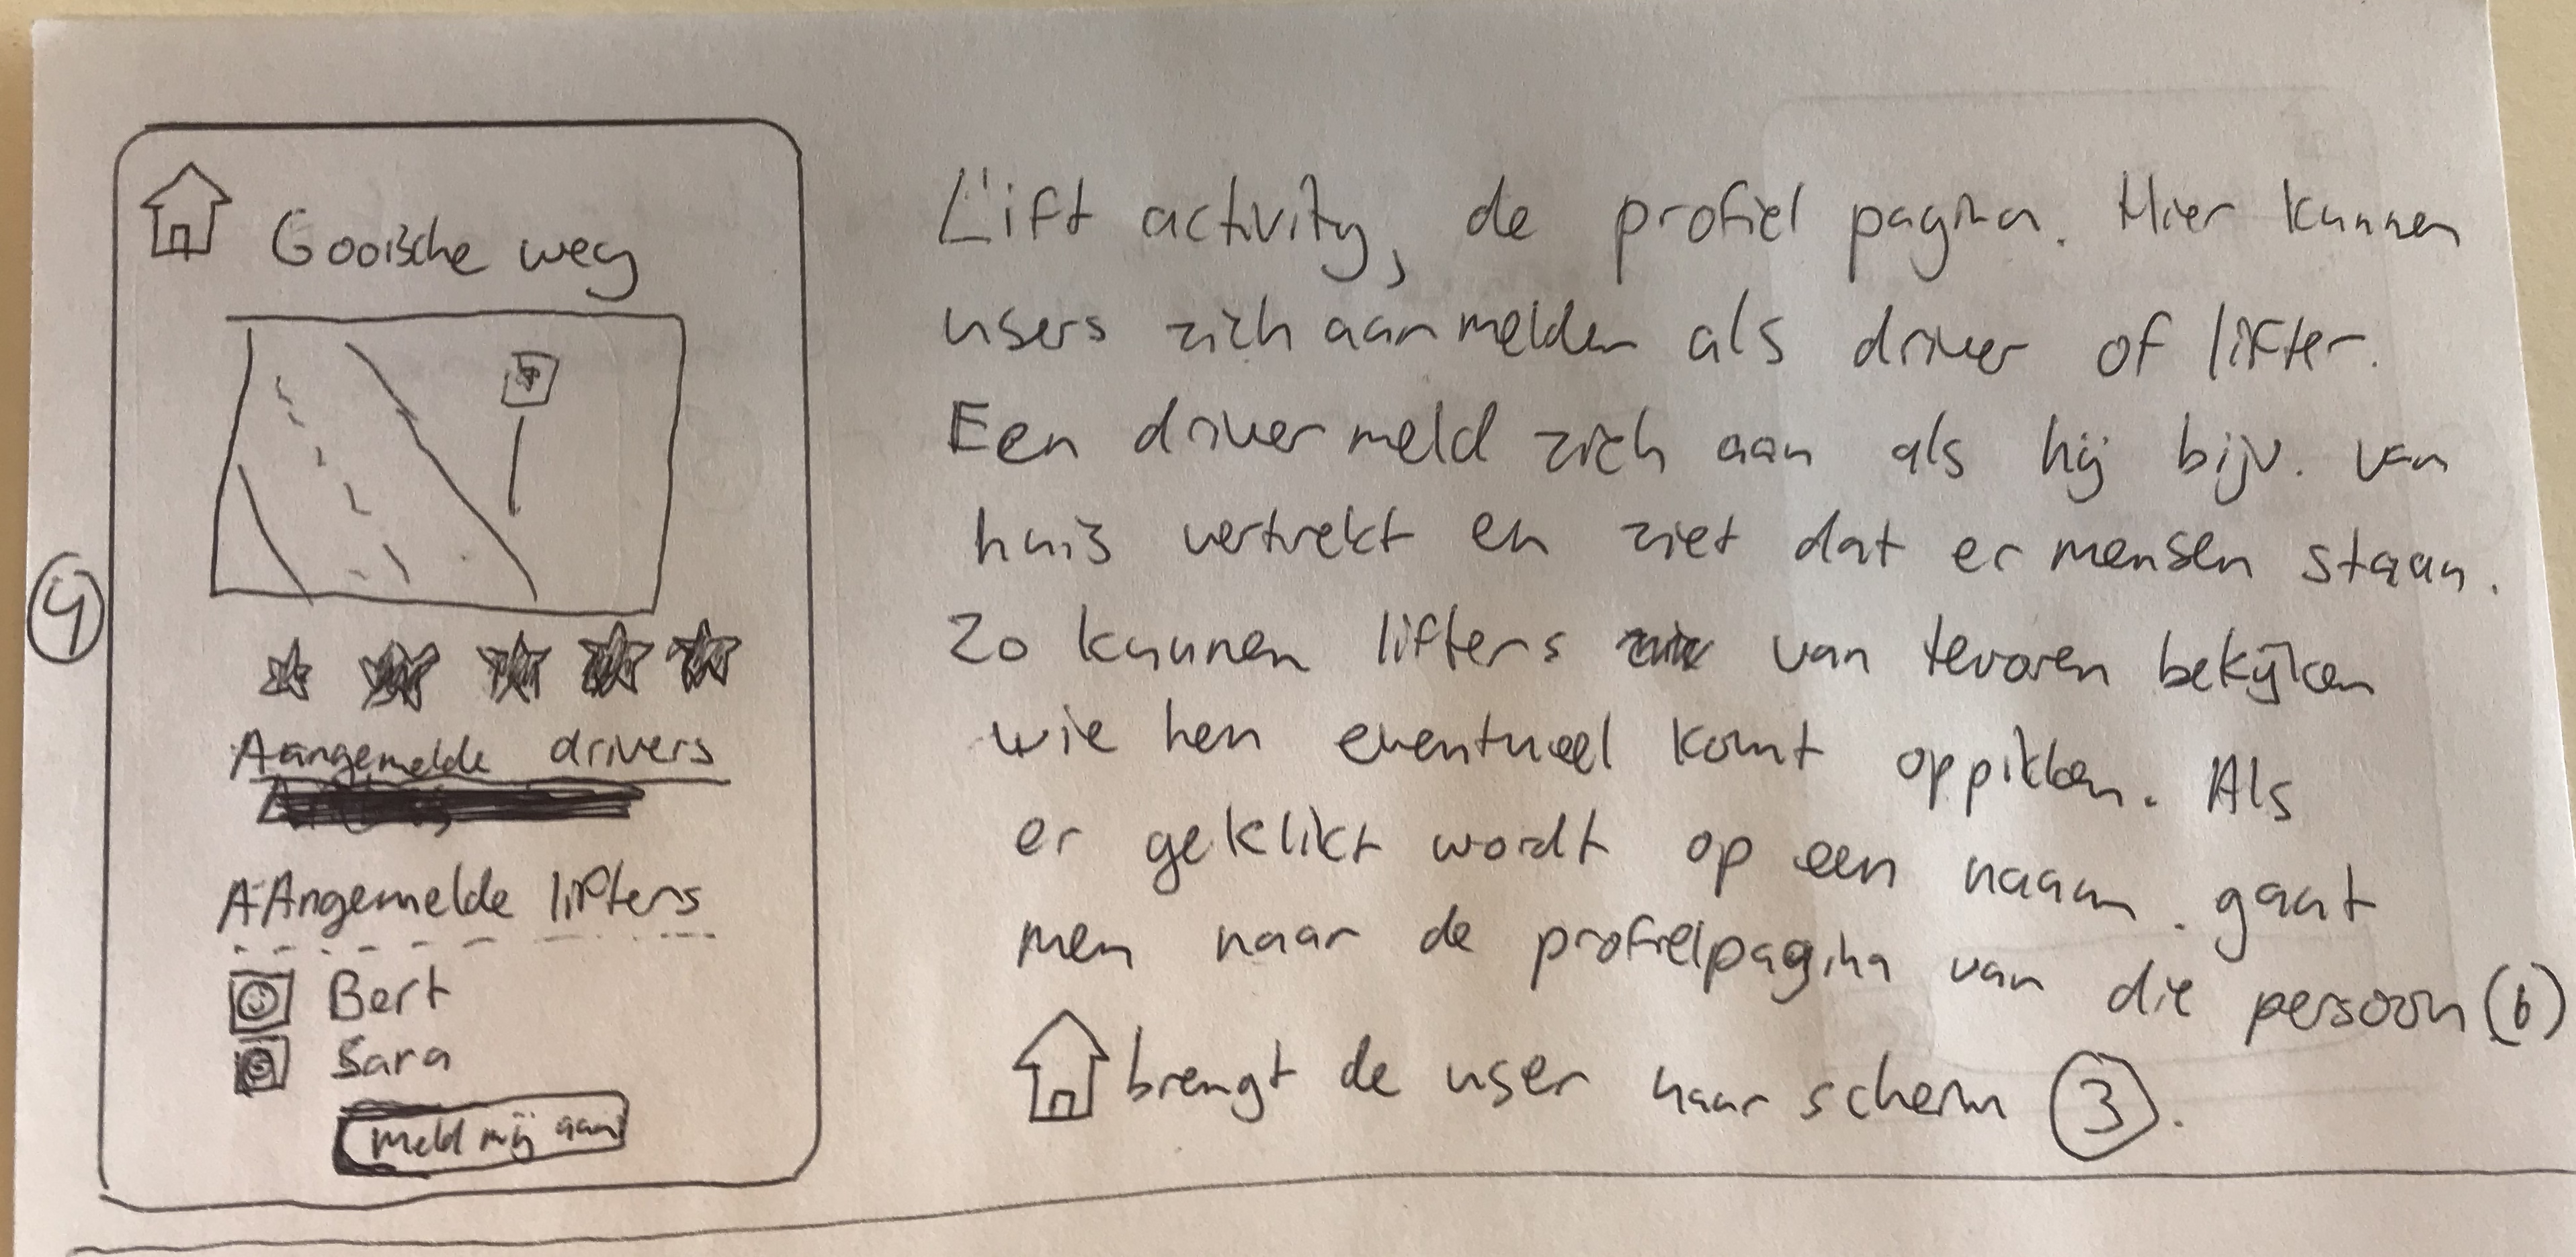 4
Gooische weg
Aangemelde drivers
AAngemelde lifters
Bert
Sara
meld mij aan
Lift activity, de profiel pagina. Hier kunnen
users zich aanmelden als driver of lifter.
Een driver meld zich aan als hij bijv. van
huis vertrekt en ziet dat er mensen staan.
Zo kunnen lifters van tevoren bekijken
wie hen eventueel komt oppikken. Als
er geklikt wordt op een naam. gaat
men naar de profielpagina van die persoon (6)
brengt de user naar scherm 3.